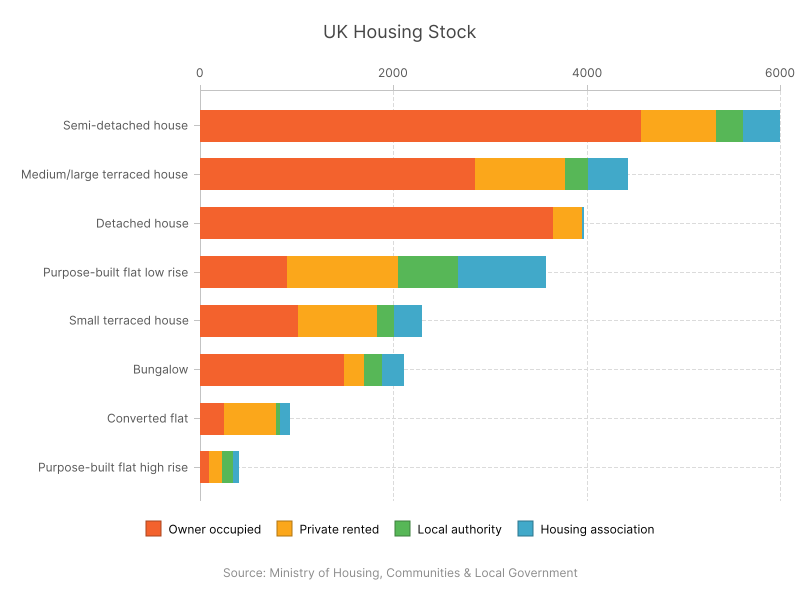 UK Housing Stock
0 2000 4000 6000
Semi-detached house
Medium/large terraced house
Detached house
Purpose-built flat low rise
Small terraced house
Bungalow
Converted flat
Purpose-built flat high rise
Owner occupied Private rented Local authority Housing association
Source: Ministry of Housing, Communities & Local Government